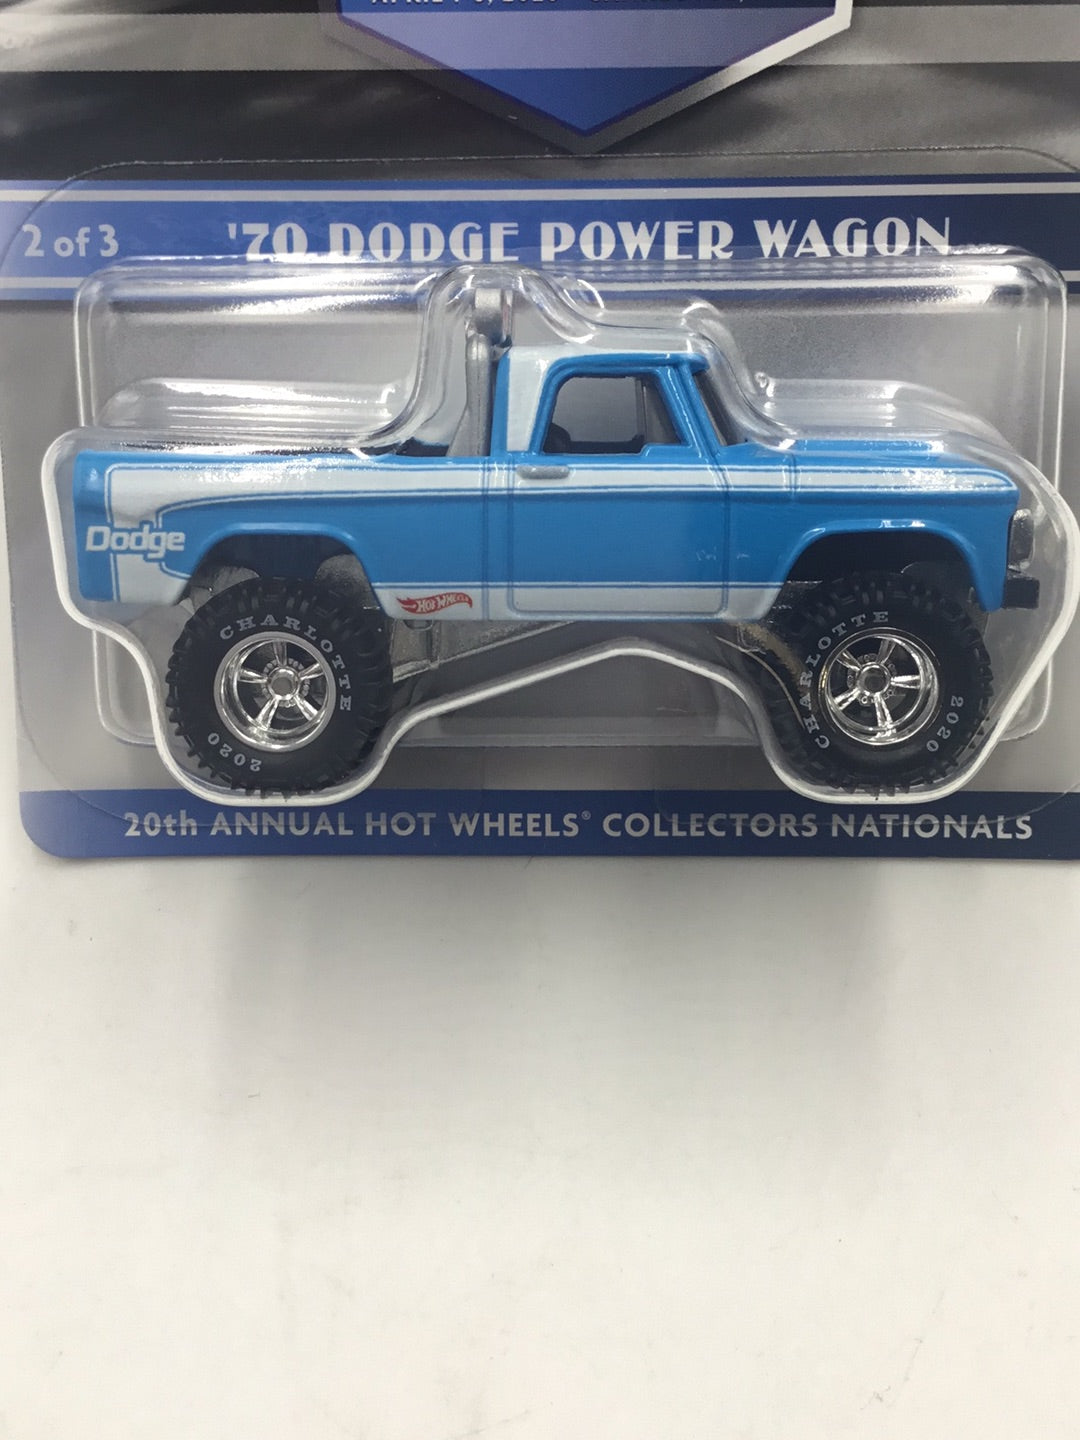 2 of 3
'70 DODGE POWER WAGON
Dodge
HOT WHEELS
CHARLOTTE
2020
CHARLOTTE
2020
20th ANNUAL HOT WHEELS® COLLECTORS NATIONALS